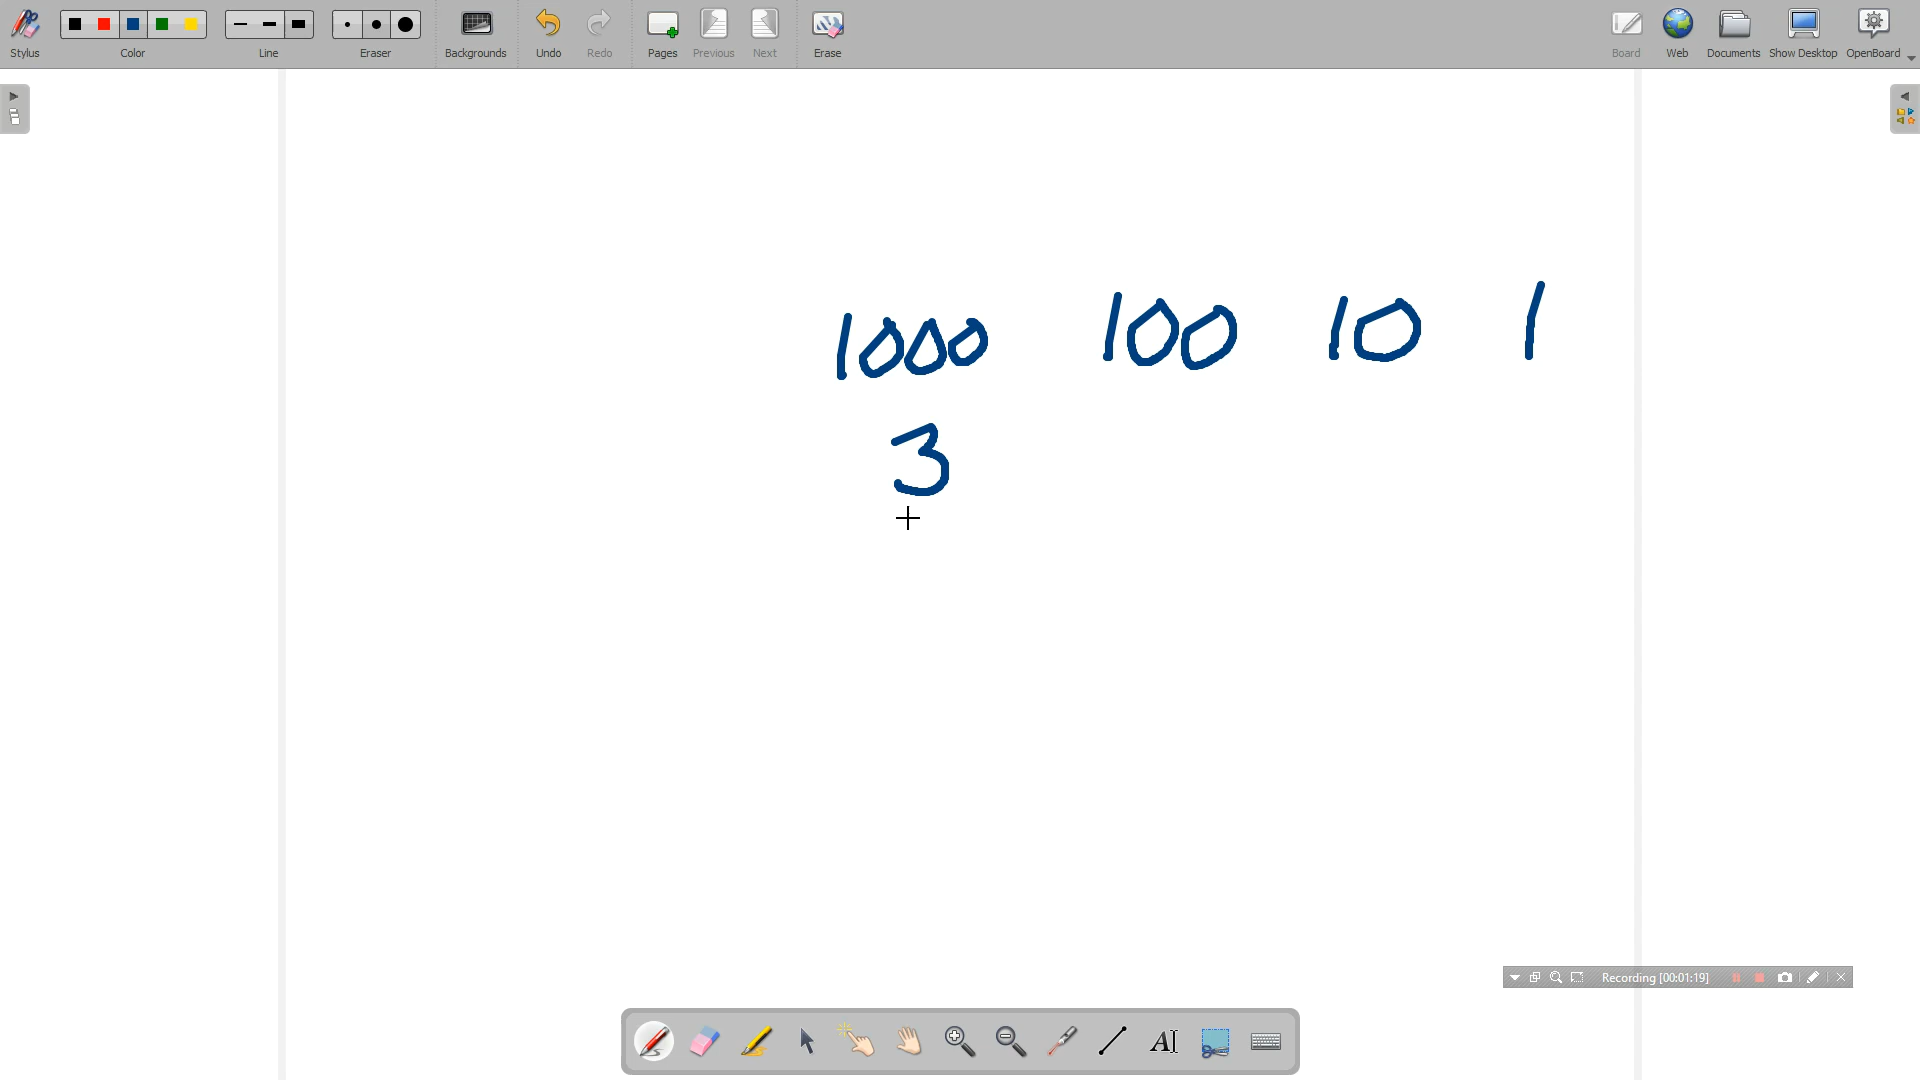 Stylus Color Line Eraser Backgrounds Undo Redo Pages Previous Next Erase Board Web Documents Show Desktop OpenBoard
1000 100 10 1
3
Recording [00:01:19]
AI